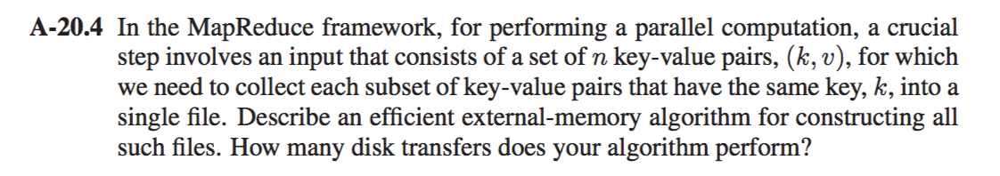 A-20.4 In the MapReduce framework, for performing a parallel computation, a crucial
step involves an input that consists of a set of n key-value pairs, (k, v), for which
we need to collect each subset of key-value pairs that have the same key, k, into a
single file. Describe an efficient external-memory algorithm for constructing all
such files. How many disk transfers does your algorithm perform?